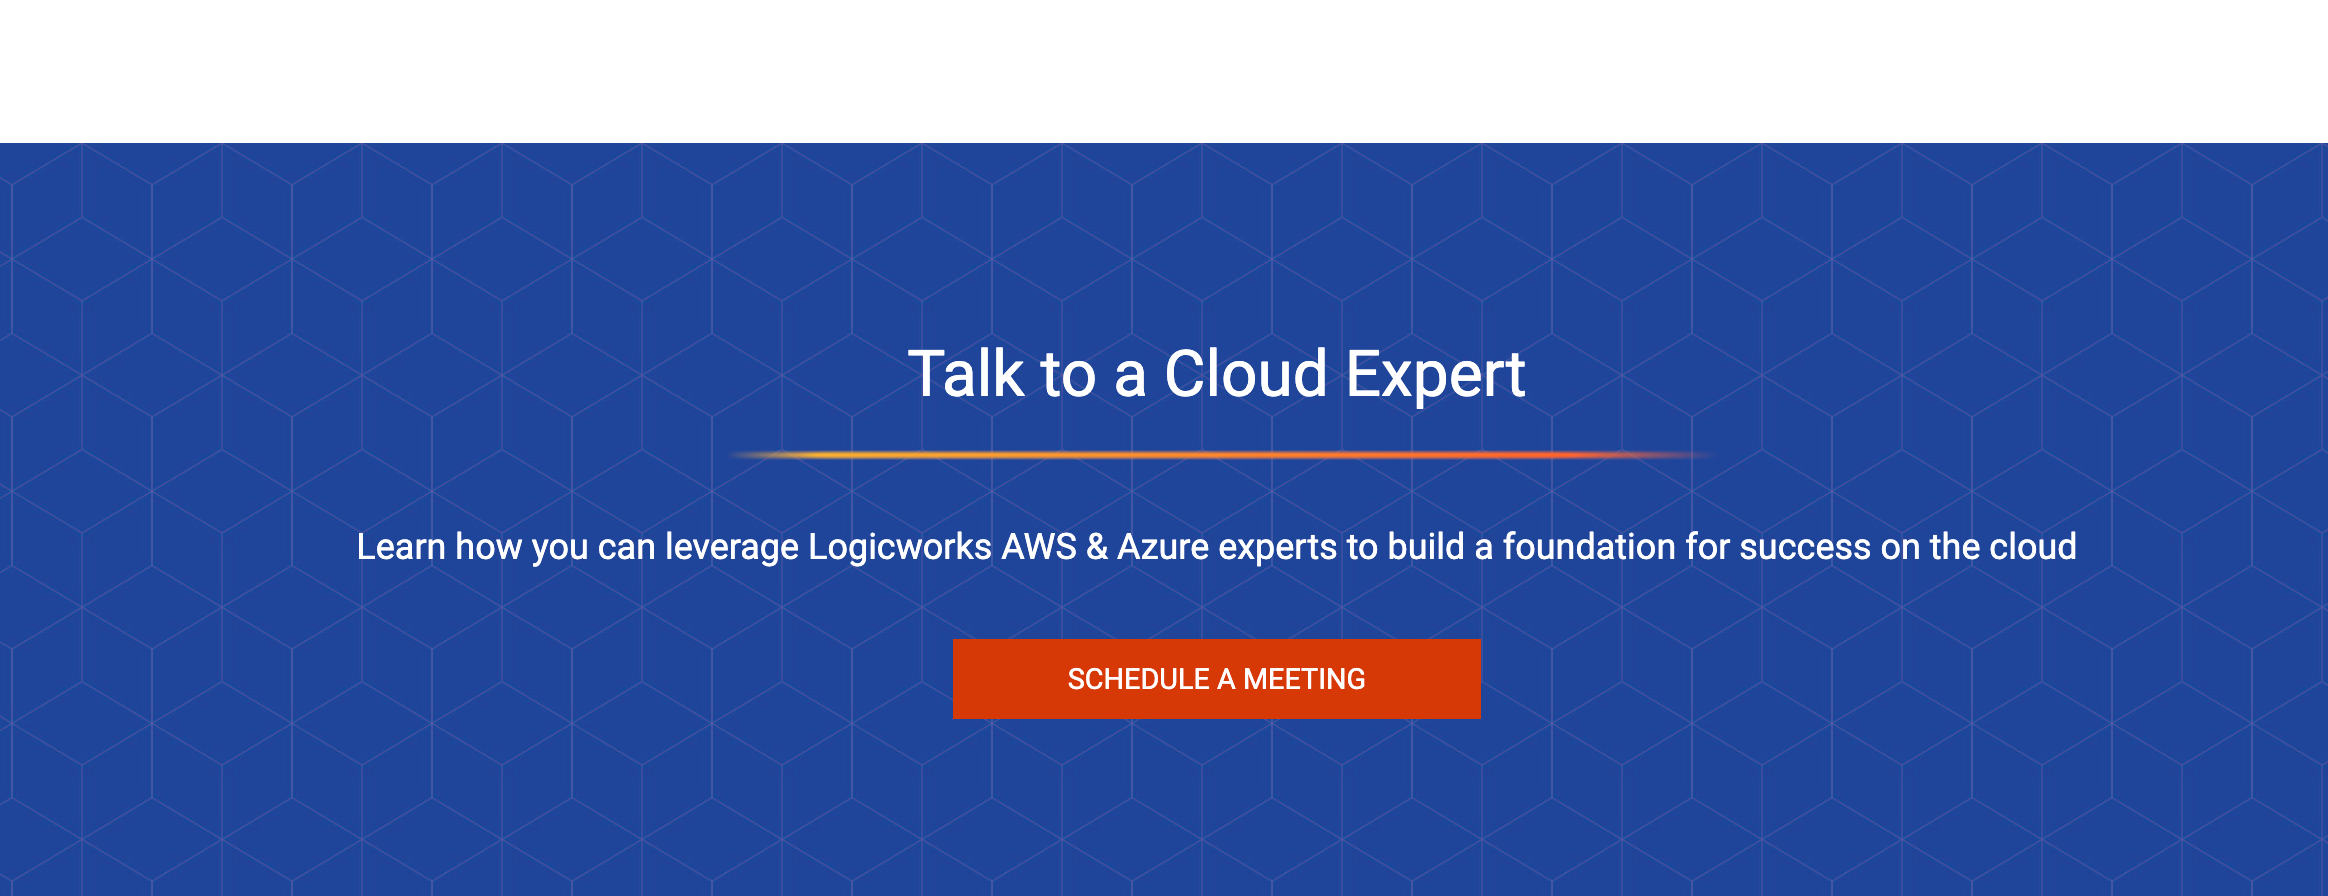 Talk to a Cloud Expert
Learn how you can leverage Logicworks AWS & Azure experts to build a foundation for success on the cloud
SCHEDULE A MEETING